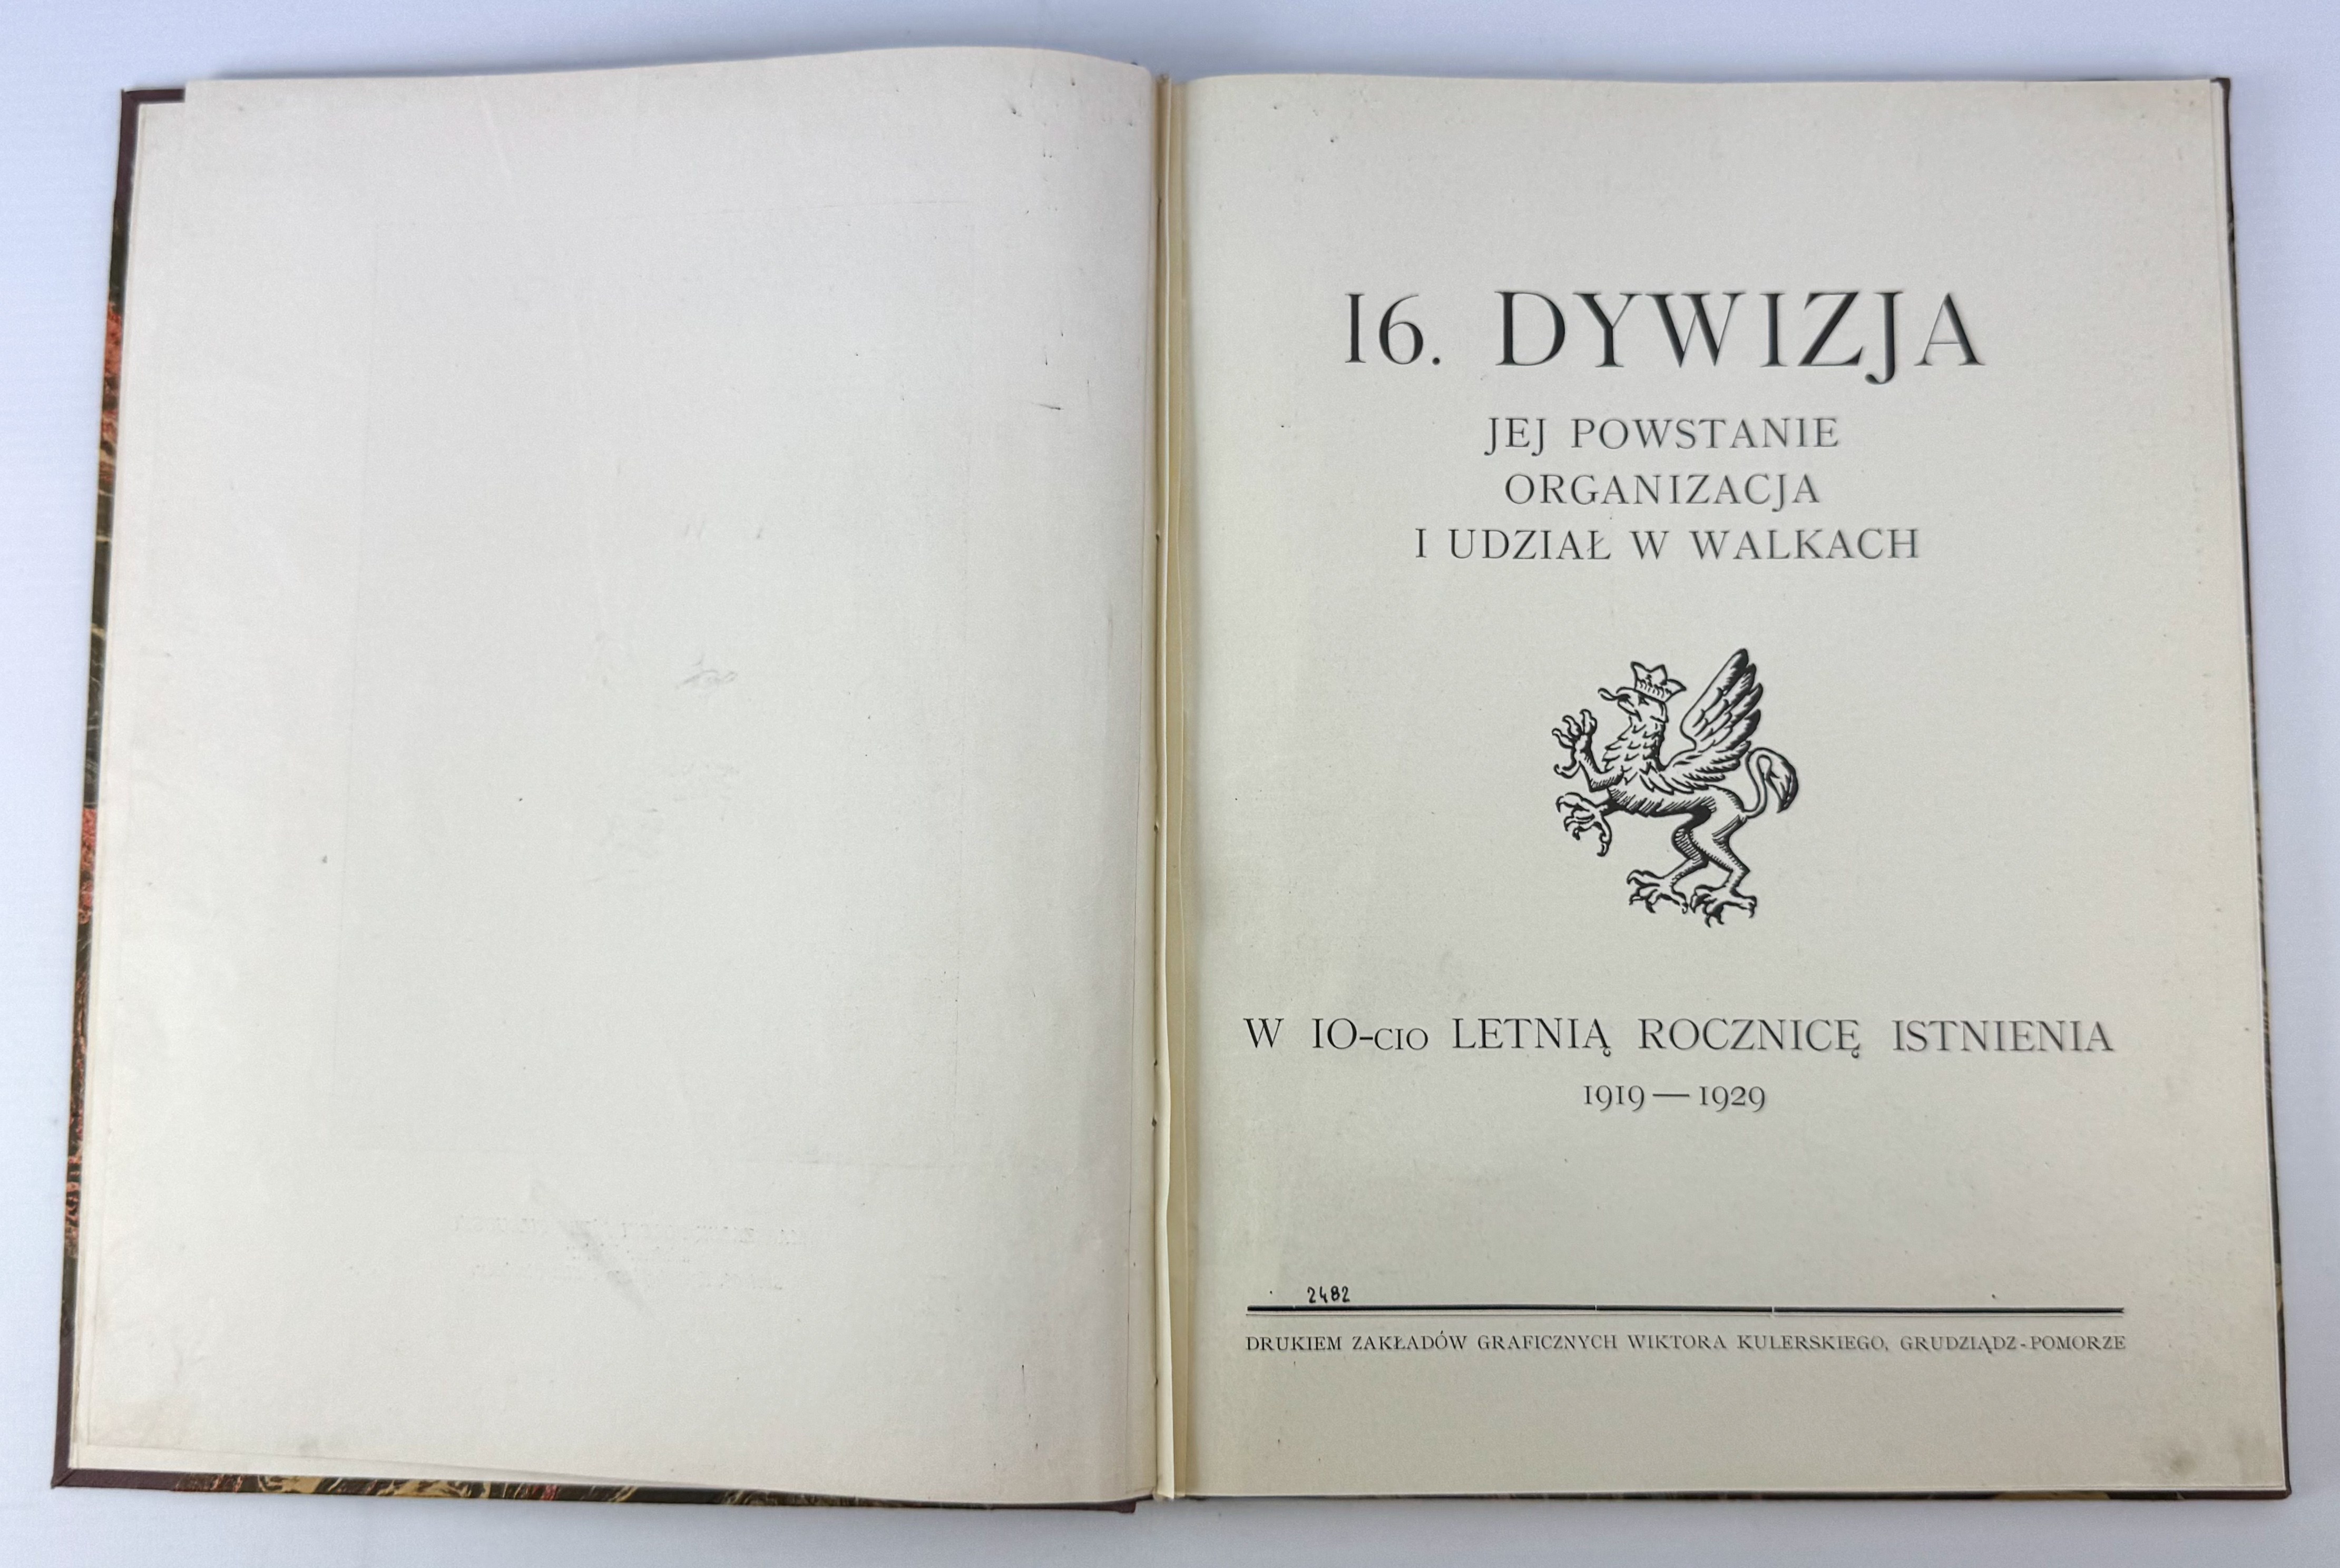 16. DYWIZJA
JEJ POWSTANIE
ORGANIZACJA
I UDZIAŁ W WALKACH
W 10-CIO LETNIĄ ROCZNICĘ ISTNIENIA
1919 — 1929
2482
DRUKIEM ZAKŁADÓW GRAFICZNYCH WIKTORA KULERSKIEGO, GRUDZIĄDZ-POMORZE